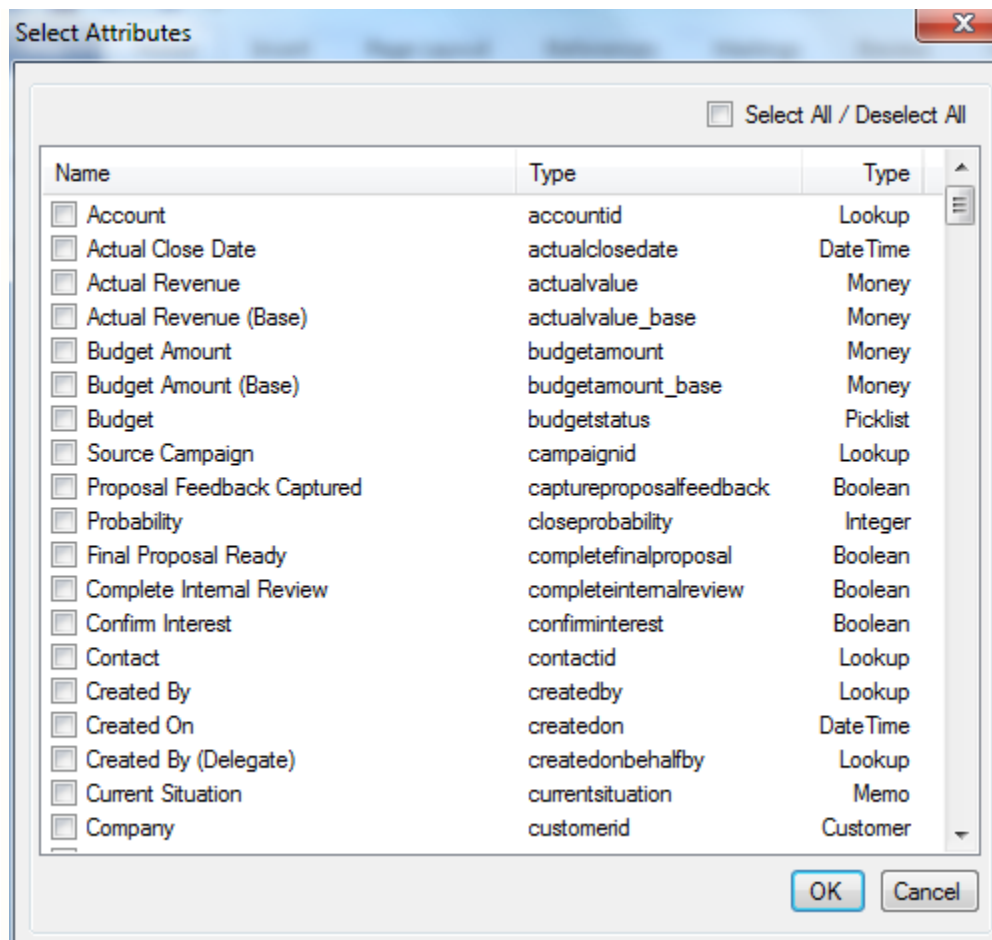 Select Attributes
Select All / Deselect All
Name Type Type
Account accountid Lookup
Actual Close Date actualclosedate DateTime
Actual Revenue actualvalue Money
Actual Revenue (Base) actualvalue_base Money
Budget Amount budgetamount Money
Budget Amount (Base) budgetamount_base Money
Budget budgetstatus Picklist
Source Campaign campaignid Lookup
Proposal Feedback Captured captureproposalfeedback Boolean
Probability closeprobability Integer
Final Proposal Ready completefinalproposal Boolean
Complete Internal Review completeinternalreview Boolean
Confirm Interest confirminterest Boolean
Contact contactid Lookup
Created By createdby Lookup
Created On createdon DateTime
Created By (Delegate) createdonbehalfby Lookup
Current Situation currentsituation Memo
Company customerid Customer
OK Cancel